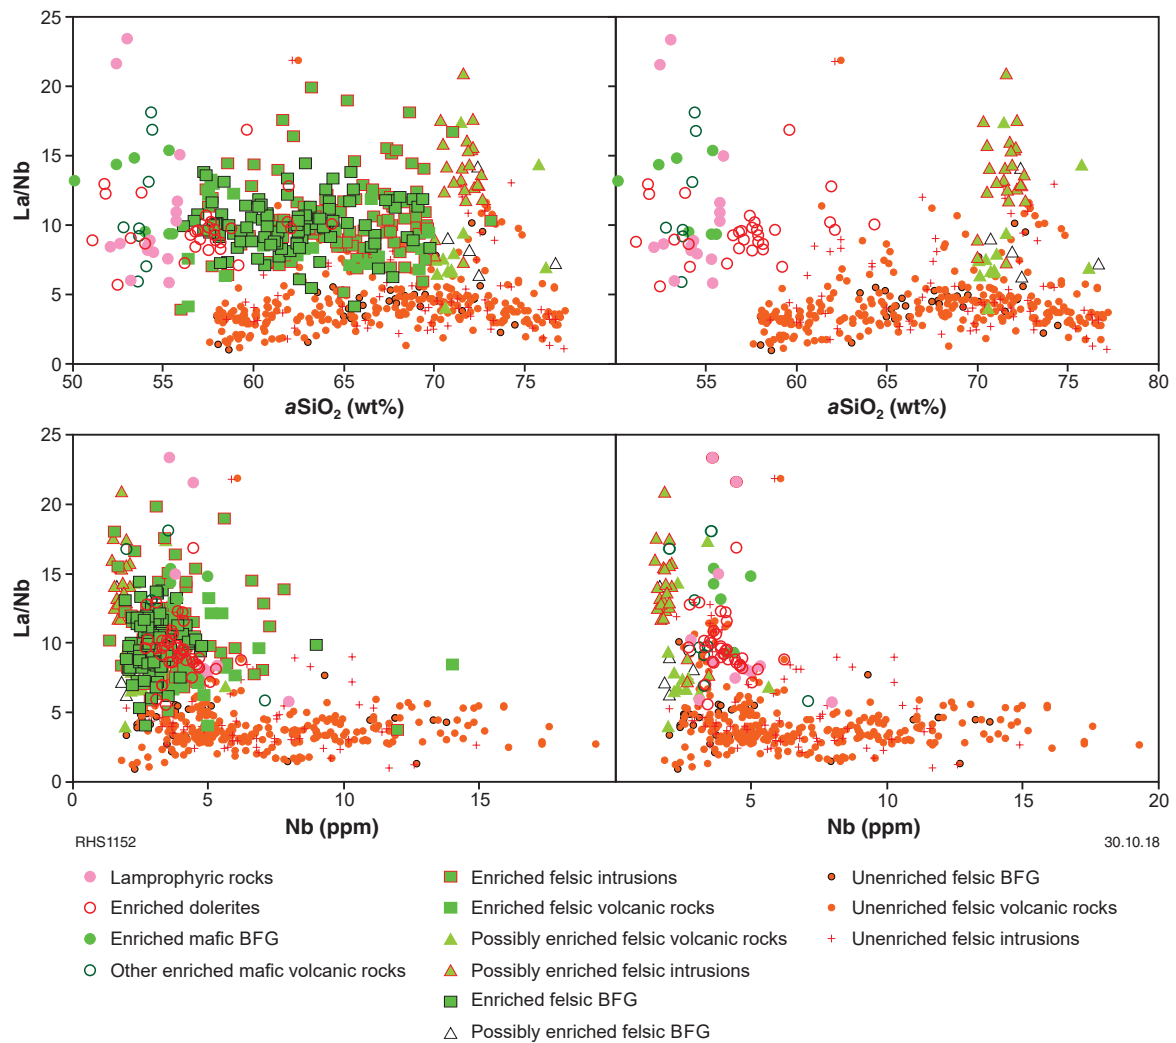 25
20
15
10
5
0
La/Nb
50 55 60 65 70 75 55 60 65 70 75 80
aSiO₂ (wt%) aSiO₂ (wt%)
25
20
15
10
5
0
La/Nb
0 5 10 15 5 10 15 20
Nb (ppm) Nb (ppm)
RHS1152 30.10.18
Lamprophyric rocks
Enriched dolerites
Enriched mafic BFG
Other enriched mafic volcanic rocks
Enriched felsic intrusions
Enriched felsic volcanic rocks
Possibly enriched felsic volcanic rocks
Possibly enriched felsic intrusions
Enriched felsic BFG
Possibly enriched felsic BFG
Unenriched felsic BFG
Unenriched felsic volcanic rocks
Unenriched felsic intrusions